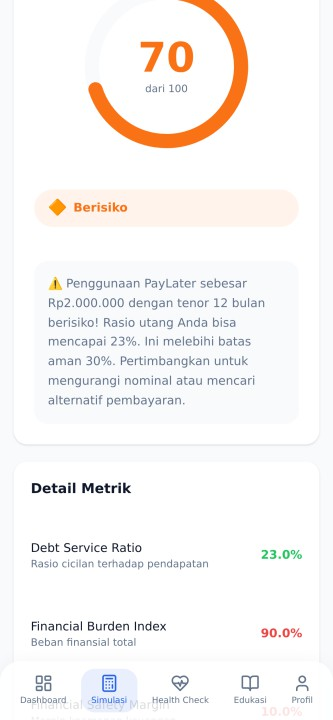 70
dari 100
🔶 Berisiko
⚠️ Penggunaan PayLater sebesar
Rp2.000.000 dengan tenor 12 bulan
berisiko! Rasio utang Anda bisa
mencapai 23%. Ini melebihi batas
aman 30%. Pertimbangkan untuk
mengurangi nominal atau mencari
alternatif pembayaran.
Detail Metrik
Debt Service Ratio
23.0%
Rasio cicilan terhadap pendapatan
Financial Burden Index
90.0%
Beban finansial total
Financial Safety Margin
10.0%
Dashboard
Simulasi
Health Check
Edukasi
Profil